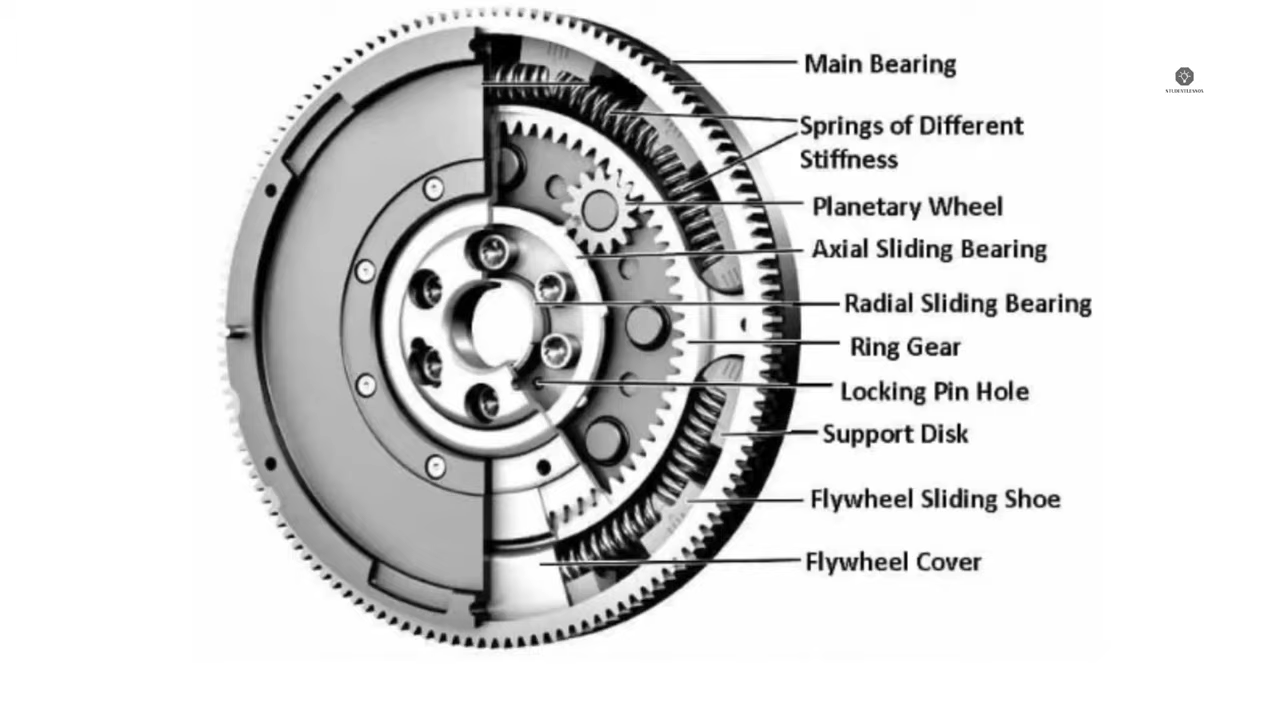 Main Bearing
Springs of Different
Stiffness
Planetary Wheel
Axial Sliding Bearing
Radial Sliding Bearing
Ring Gear
Locking Pin Hole
Support Disk
Flywheel Sliding Shoe
Flywheel Cover